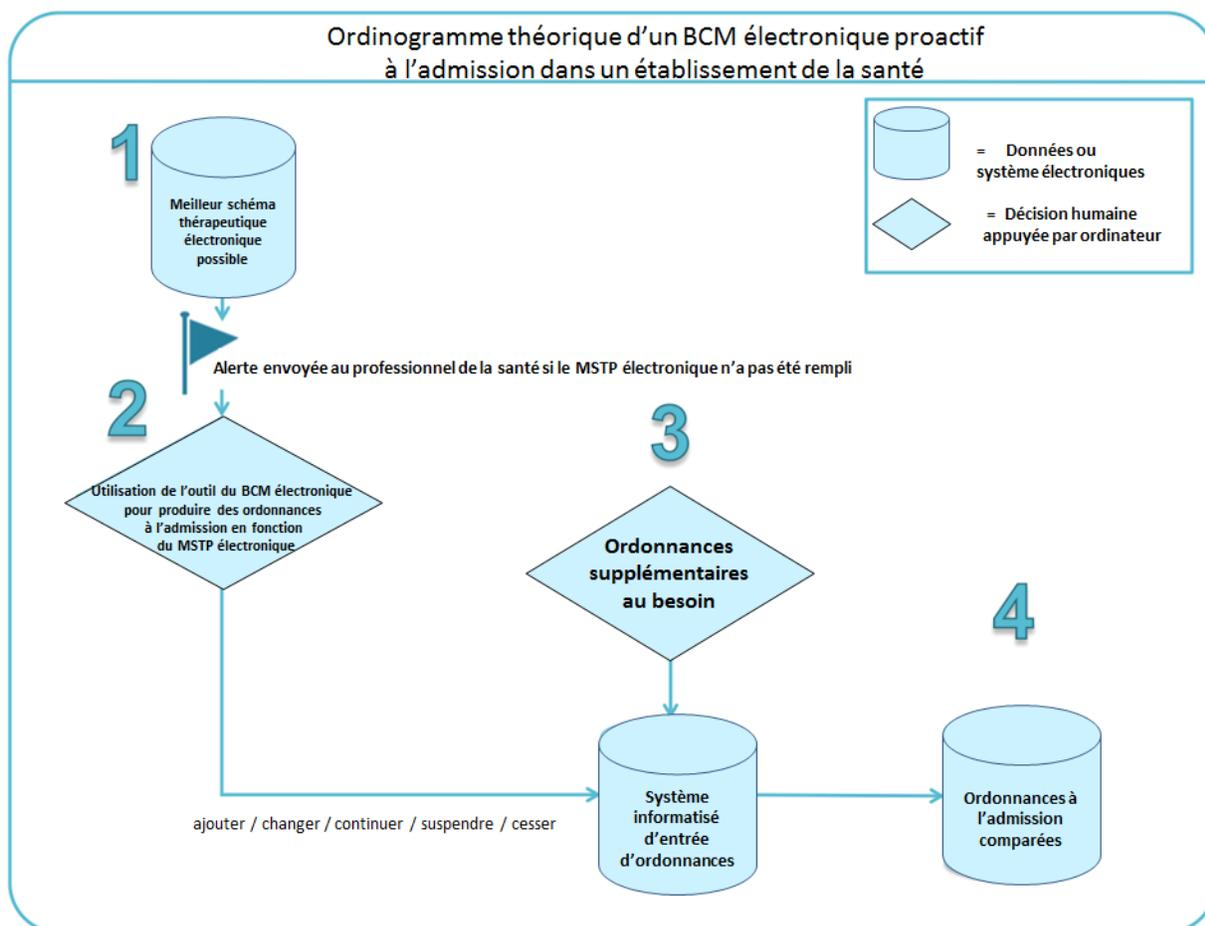 Ordinogramme théorique d'un BCM électronique proactif
à l'admission dans un établissement de la santé
= Données ou
système électroniques
= Décision humaine
appuyée par ordinateur
1
Meilleur schéma
thérapeutique
électronique
possible
Alerte envoyée au professionnel de la santé si le MSTP électronique n'a pas été rempli
2
Utilisation de l'outil du BCM électronique
pour produire des ordonnances
à l'admission en fonction
du MSTP électronique
3
Ordonnances
supplémentaires
au besoin
4
ajouter / changer / continuer / suspendre / cesser
Système
informatisé
d'entrée
d'ordonnances
Ordonnances à
l'admission
comparées